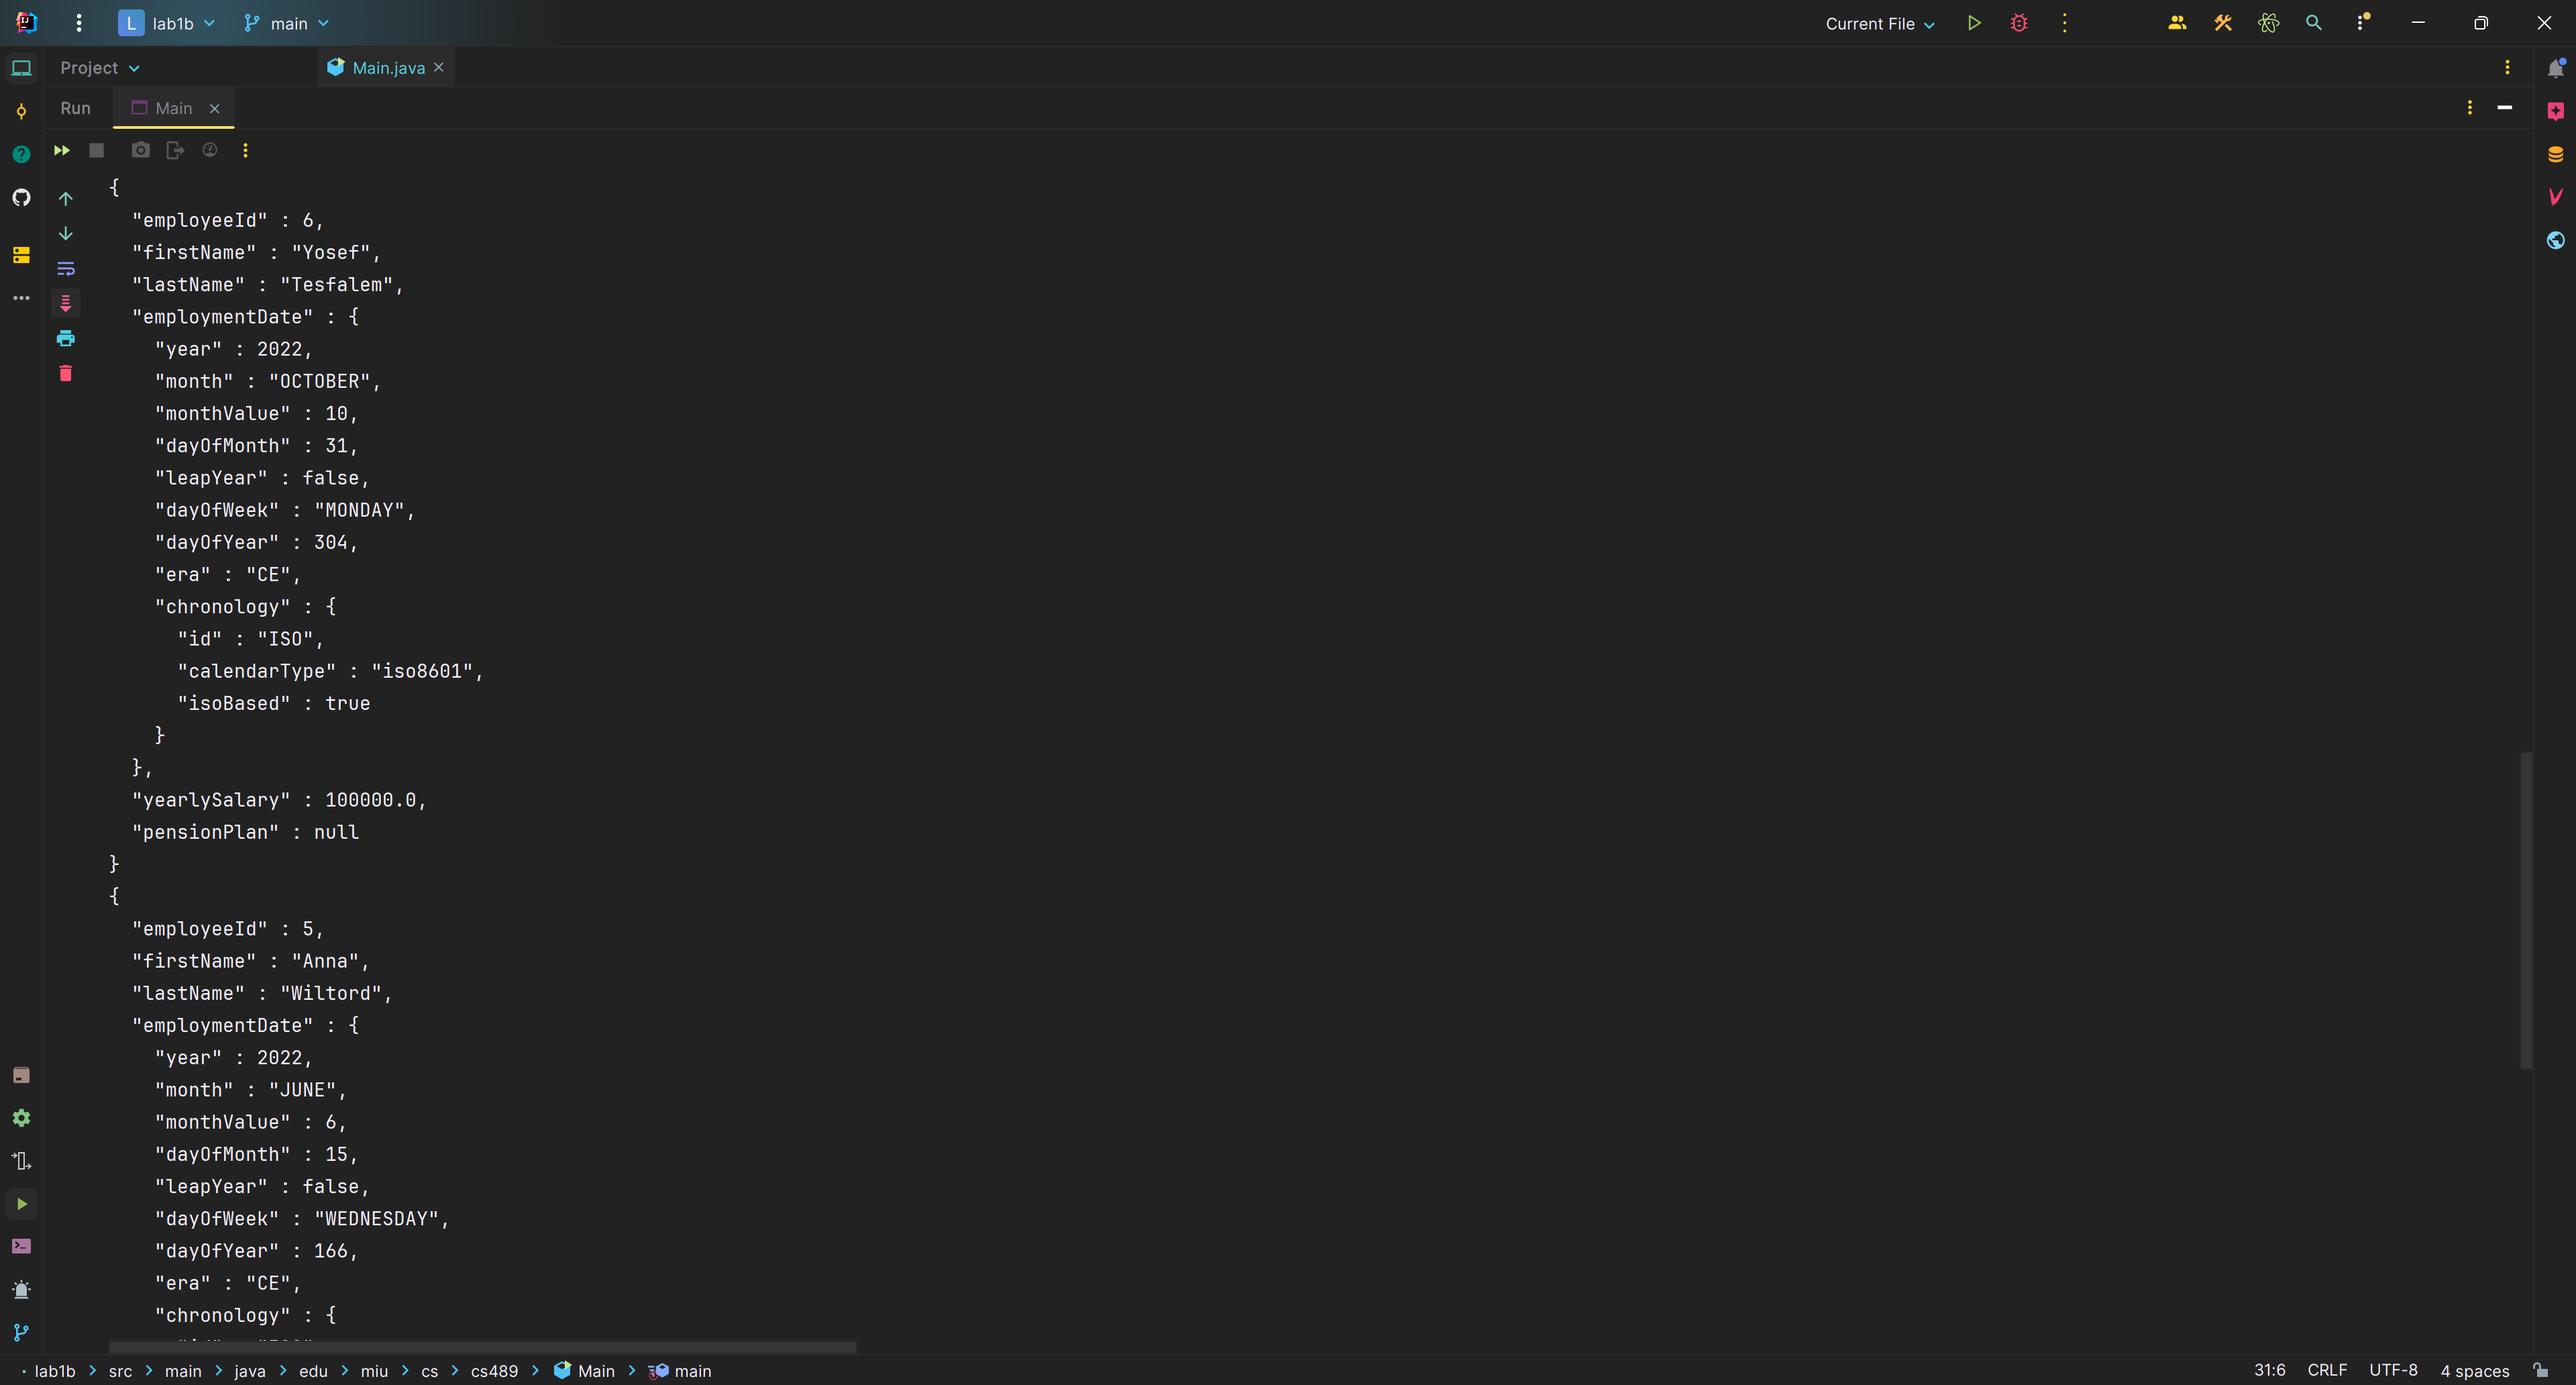 L lab1b main Current File
Project Main.java
Run Main
{
"employeeId" : 6,
"firstName" : "Yosef",
"lastName" : "Tesfalem",
"employmentDate" : {
"year" : 2022,
"month" : "OCTOBER",
"monthValue" : 10,
"dayOfMonth" : 31,
"leapYear" : false,
"dayOfWeek" : "MONDAY",
"dayOfYear" : 304,
"era" : "CE",
"chronology" : {
"id" : "ISO",
"calendarType" : "iso8601",
"isoBased" : true
}
},
"yearlySalary" : 100000.0,
"pensionPlan" : null
}
{
"employeeId" : 5,
"firstName" : "Anna",
"lastName" : "Wiltord",
"employmentDate" : {
"year" : 2022,
"month" : "JUNE",
"monthValue" : 6,
"dayOfMonth" : 15,
"leapYear" : false,
"dayOfWeek" : "WEDNESDAY",
"dayOfYear" : 166,
"era" : "CE",
"chronology" : {
lab1b > src > main > java > edu > miu > cs > cs489 > Main > main 31:6 CRLF UTF-8 4 spaces